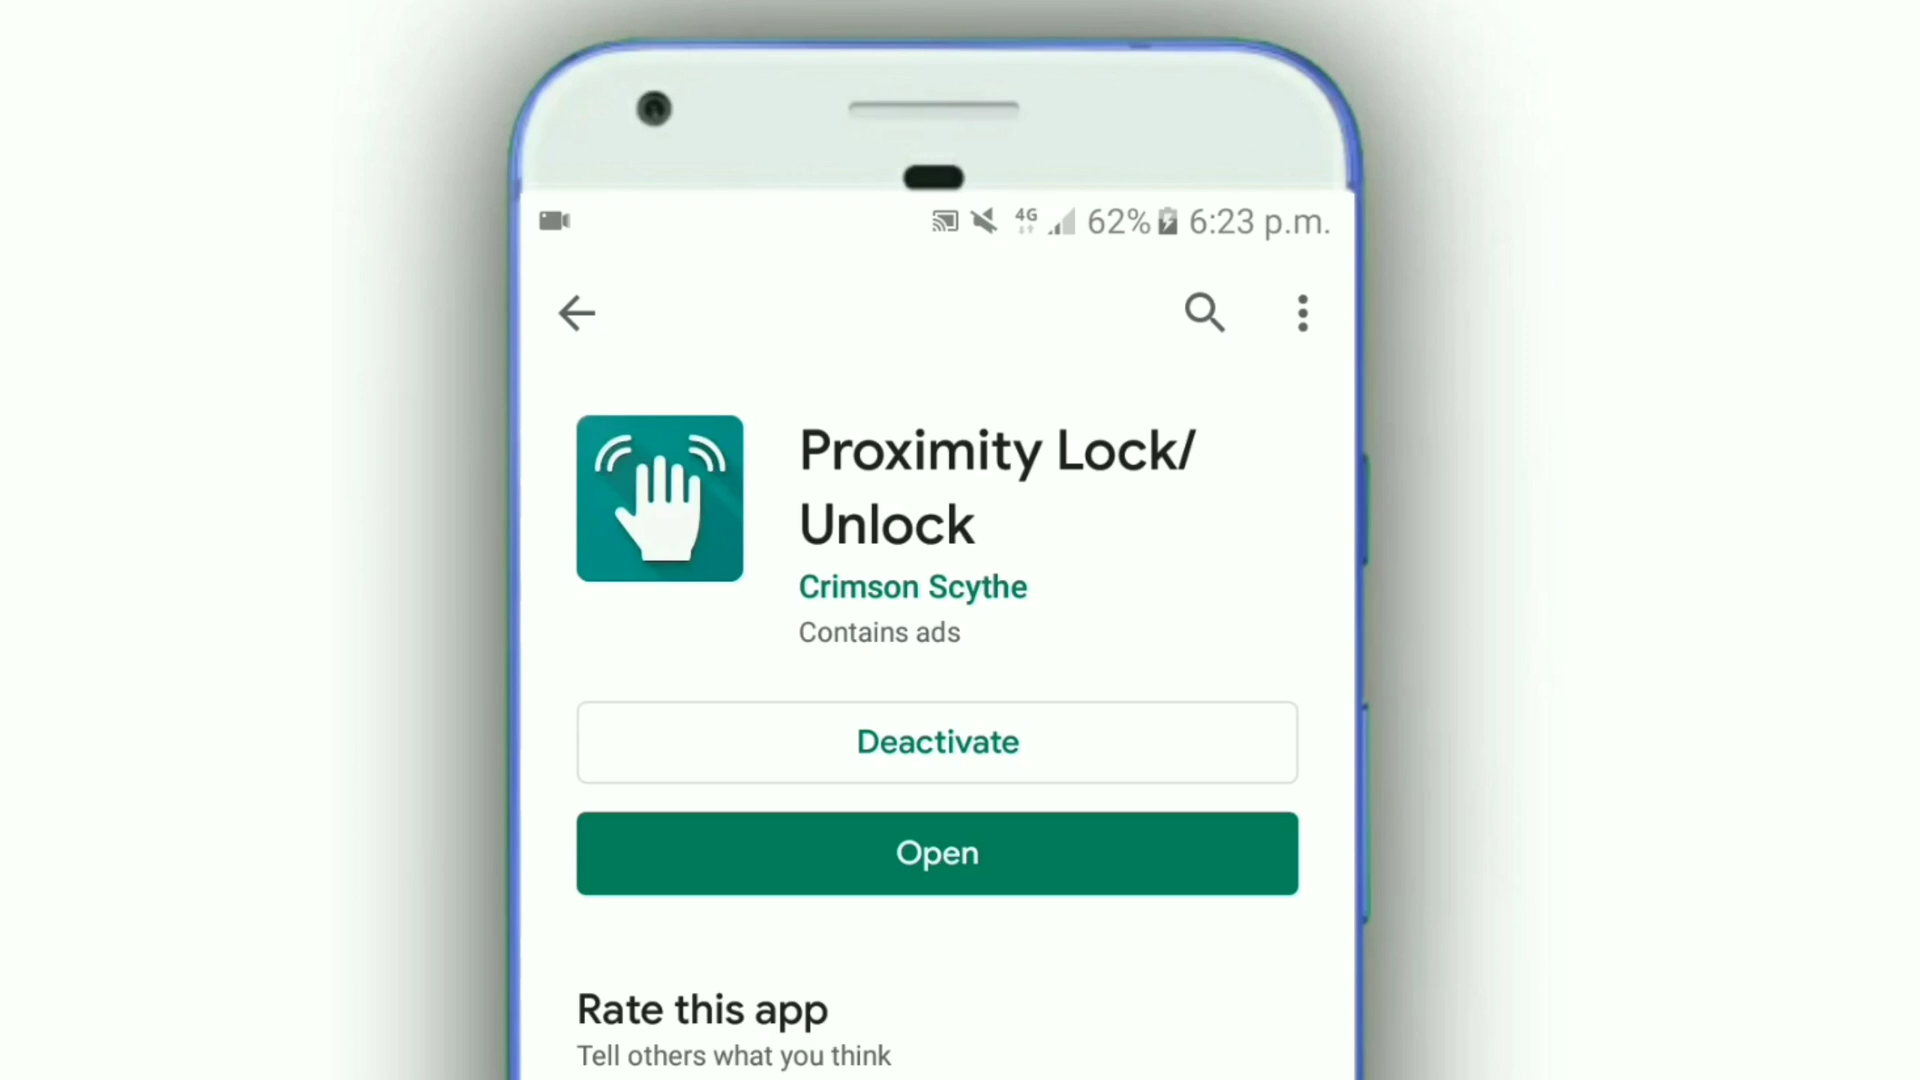 4G 62% 6:23 p.m.
Proximity Lock/
Unlock
Crimson Scythe
Contains ads
Deactivate
Open
Rate this app
Tell others what you think